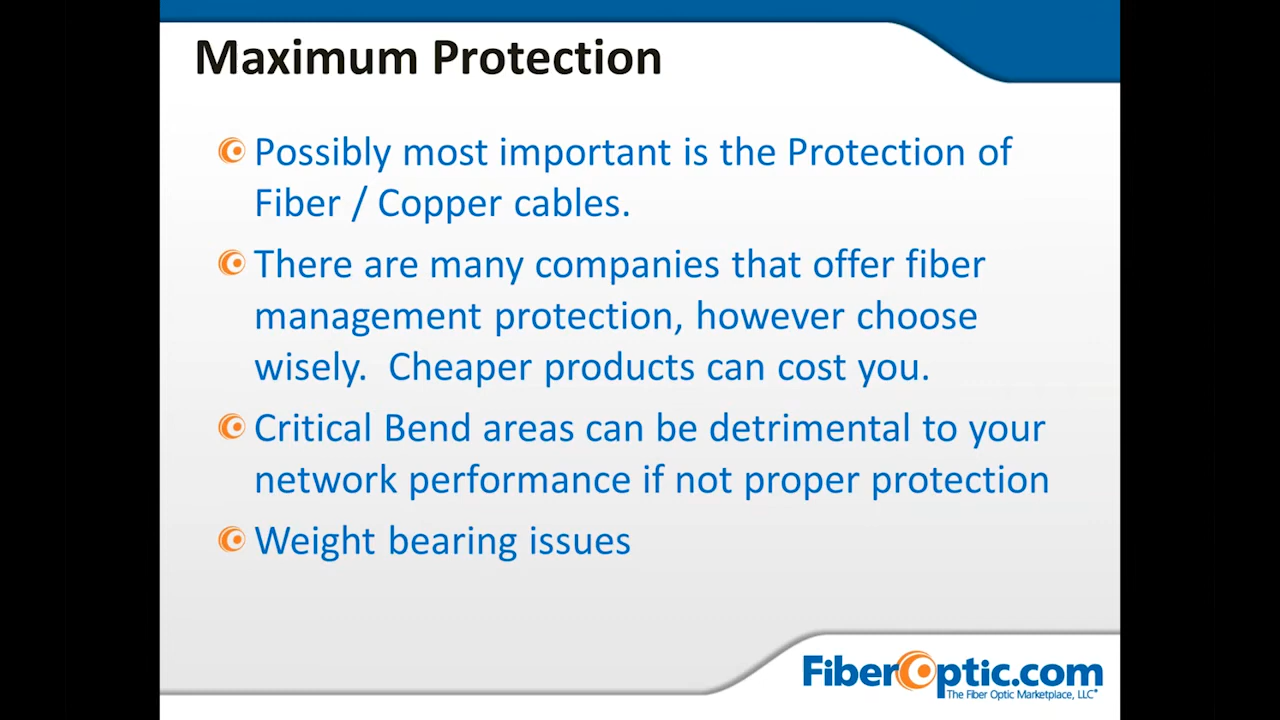 Maximum Protection
Possibly most important is the Protection of
Fiber / Copper cables.
There are many companies that offer fiber
management protection, however choose
wisely.  Cheaper products can cost you.
Critical Bend areas can be detrimental to your
network performance if not proper protection
Weight bearing issues
FiberOptic.com
The Fiber Optic Marketplace, LLC®